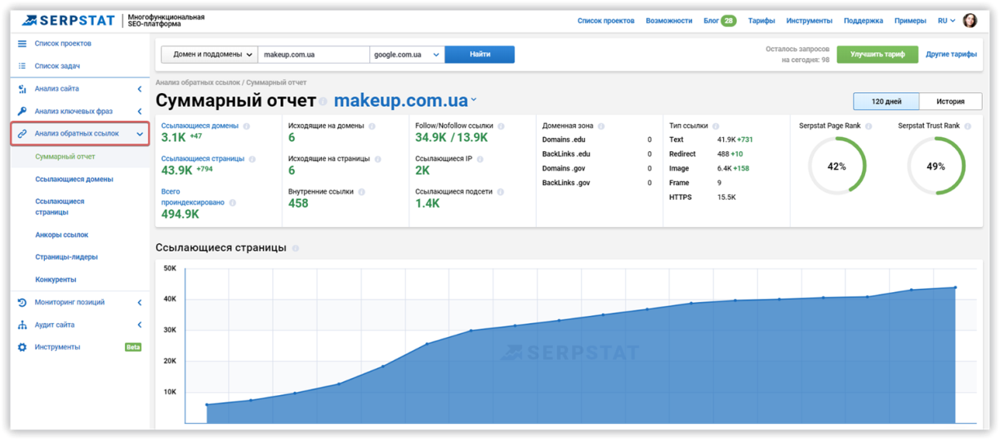 SERPSTAT
Многофункциональная
SEO-платформа
Список проектов Возможности Блог 28 Тарифы Инструменты Поддержка Примеры RU
Список проектов
Список задач
Анализ сайта
Анализ ключевых фраз
Анализ обратных ссылок
Суммарный отчет
Ссылающиеся домены
Ссылающиеся
страницы
Анкоры ссылок
Страницы-лидеры
Конкуренты
Мониторинг позиций
Аудит сайта
Инструменты Beta
Домен и поддомены makeup.com.ua google.com.ua Найти
Осталось запросов
на сегодня: 98
Улучшить тариф Другие тарифы
Анализ обратных ссылок / Суммарный отчет
Суммарный отчет makeup.com.ua
120 дней История
Ссылающиеся домены
3.1K +47
Ссылающиеся страницы
43.9K +794
Всего
проиндексировано
494.9K
Исходящие на домены
6
Исходящие на страницы
6
Внутренние ссылки
458
Follow/Nofollow ссылки
34.9K / 13.9K
Ссылающиеся IP
2K
Ссылающиеся подсети
1.4K
Доменная зона
Domains .edu 0
BackLinks .edu 0
Domains .gov 0
BackLinks .gov 0
Тип ссылки
Text 41.9K +731
Redirect 488 +10
Image 6.4K +158
Frame 9
HTTPS 15.5K
Serpstat Page Rank
42%
Serpstat Trust Rank
49%
Ссылающиеся страницы
50K
40K
30K
20K
10K
SERPSTAT